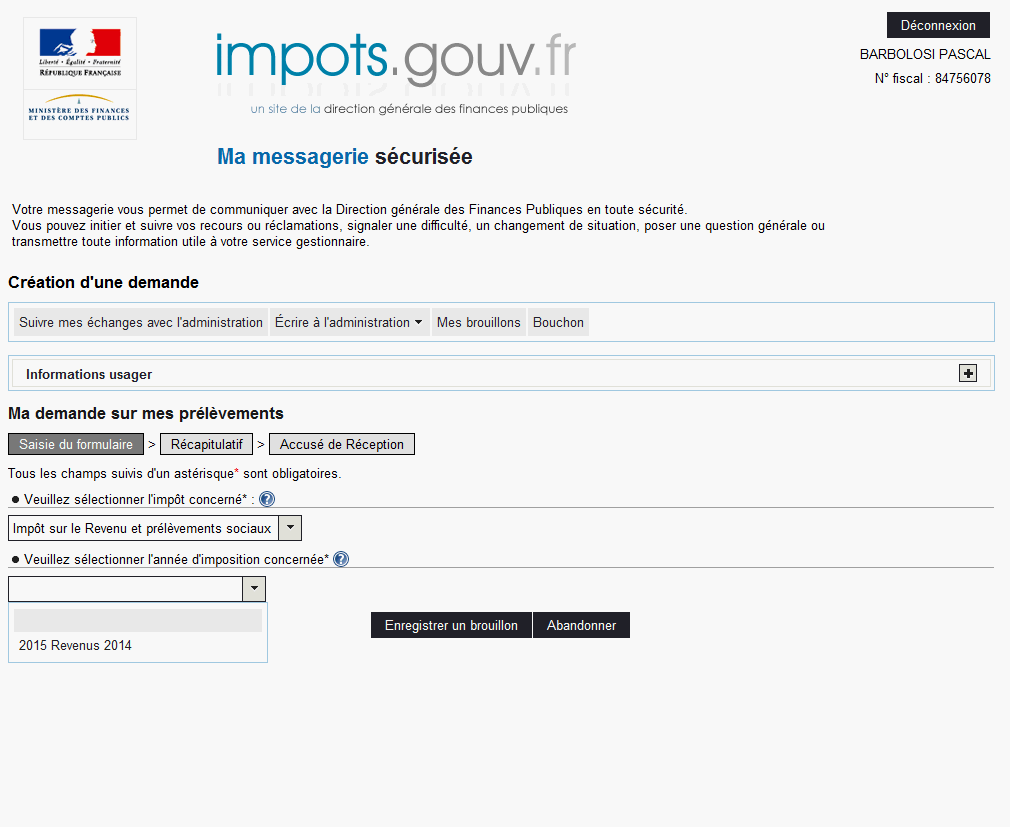 Liberté • Égalité • Fraternité
RÉPUBLIQUE FRANÇAISE
MINISTÈRE DES FINANCES
ET DES COMPTES PUBLICS
impots.gouv.fr
un site de la direction générale des finances publiques
Déconnexion
BARBOLOSI PASCAL
N° fiscal : 84756078
Ma messagerie sécurisée
Votre messagerie vous permet de communiquer avec la Direction générale des Finances Publiques en toute sécurité.
Vous pouvez initier et suivre vos recours ou réclamations, signaler une difficulté, un changement de situation, poser une question générale ou
transmettre toute information utile à votre service gestionnaire.
Création d'une demande
Suivre mes échanges avec l'administration Écrire à l'administration Mes brouillons Bouchon
Informations usager
Ma demande sur mes prélèvements
Saisie du formulaire > Récapitulatif > Accusé de Réception
Tous les champs suivis d'un astérisque* sont obligatoires.
● Veuillez sélectionner l'impôt concerné* : ?
Impôt sur le Revenu et prélèvements sociaux
● Veuillez sélectionner l'année d'imposition concernée* ?
Enregistrer un brouillon Abandonner
2015 Revenus 2014